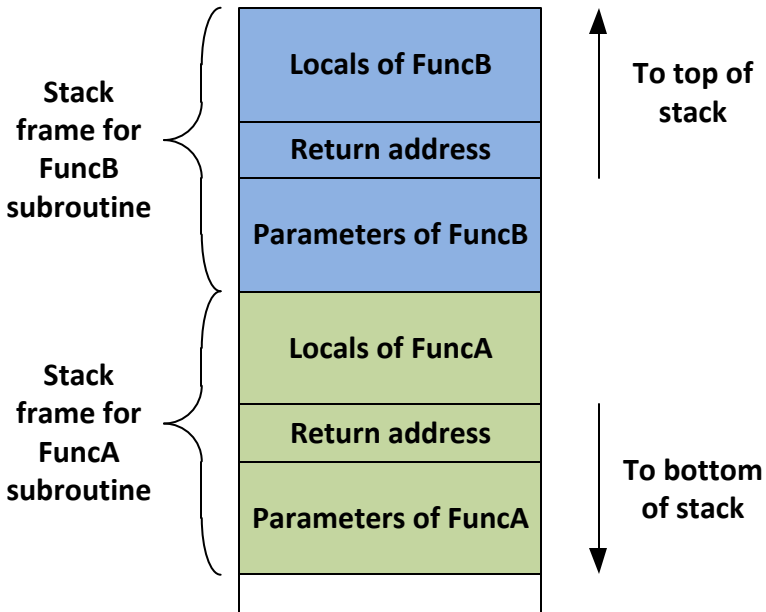 Stack
frame for
FuncB
subroutine
Locals of FuncB
Return address
Parameters of FuncB
To top of
stack
Stack
frame for
FuncA
subroutine
Locals of FuncA
Return address
Parameters of FuncA
To bottom
of stack